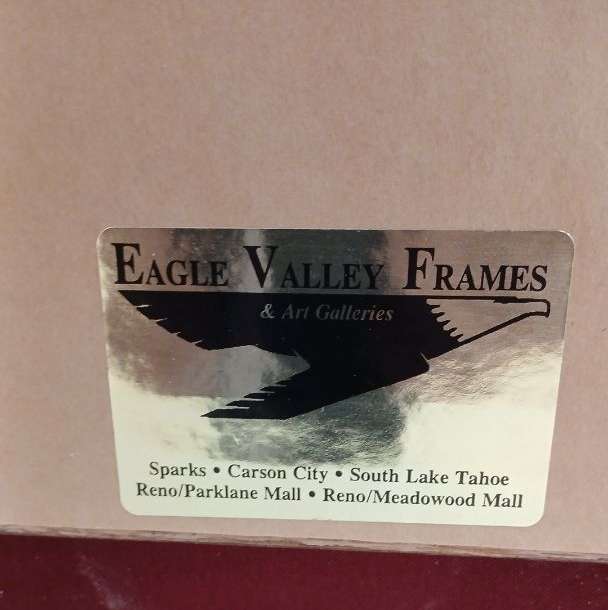 EAGLE VALLEY FRAMES
& Art Galleries
Sparks • Carson City • South Lake Tahoe
Reno/Parklane Mall • Reno/Meadowood Mall